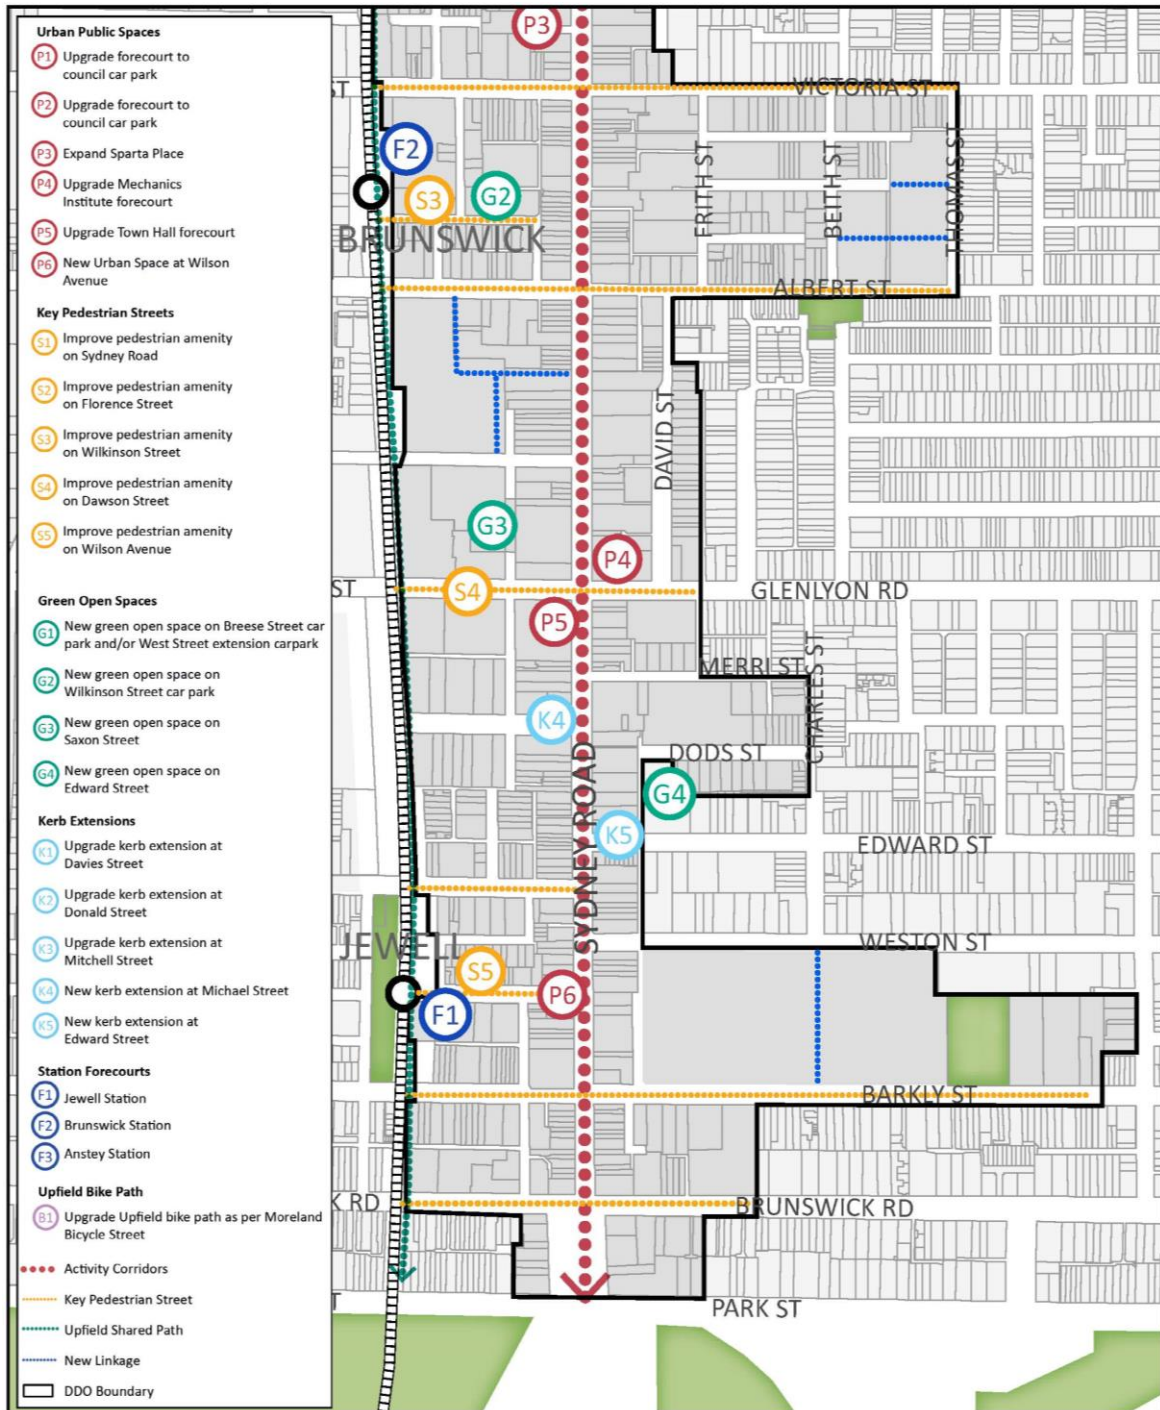 Urban Public Spaces
P1 Upgrade forecourt to
council car park
P2 Upgrade forecourt to
council car park
P3 Expand Sparta Place
P4 Upgrade Mechanics
Institute forecourt
P5 Upgrade Town Hall forecourt
P6 New Urban Space at Wilson
Avenue
Key Pedestrian Streets
S1 Improve pedestrian amenity
on Sydney Road
S2 Improve pedestrian amenity
on Florence Street
S3 Improve pedestrian amenity
on Wilkinson Street
S4 Improve pedestrian amenity
on Dawson Street
S5 Improve pedestrian amenity
on Wilson Avenue
Green Open Spaces
G1 New green open space on Breese Street car
park and/or West Street extension carpark
G2 New green open space on
Wilkinson Street car park
G3 New green open space on
Saxon Street
G4 New green open space on
Edward Street
Kerb Extensions
K1 Upgrade kerb extension at
Davies Street
K2 Upgrade kerb extension at
Donald Street
K3 Upgrade kerb extension at
Mitchell Street
K4 New kerb extension at Michael Street
K5 New kerb extension at
Edward Street
Station Forecourts
F1 Jewell Station
F2 Brunswick Station
F3 Anstey Station
Upfield Bike Path
B1 Upgrade Upfield bike path as per Moreland
Bicycle Street
Activity Corridors
Key Pedestrian Street
Upfield Shared Path
New Linkage
DDO Boundary
P3
ST
VICTORIA ST
F2
S3
G2
BRUNSWICK
FRITH ST
BEITH ST
THOMAS ST
ALBERT ST
DAVID ST
G3
P4
ST
S4
GLENLYON RD
P5
MERRI ST
CHARLES ST
K4
DODS ST
G4
K5
SYDNEY ROAD
EDWARD ST
JEWELL
WESTON ST
S5
P6
F1
BARKLY ST
K RD
BRUNSWICK RD
PARK ST